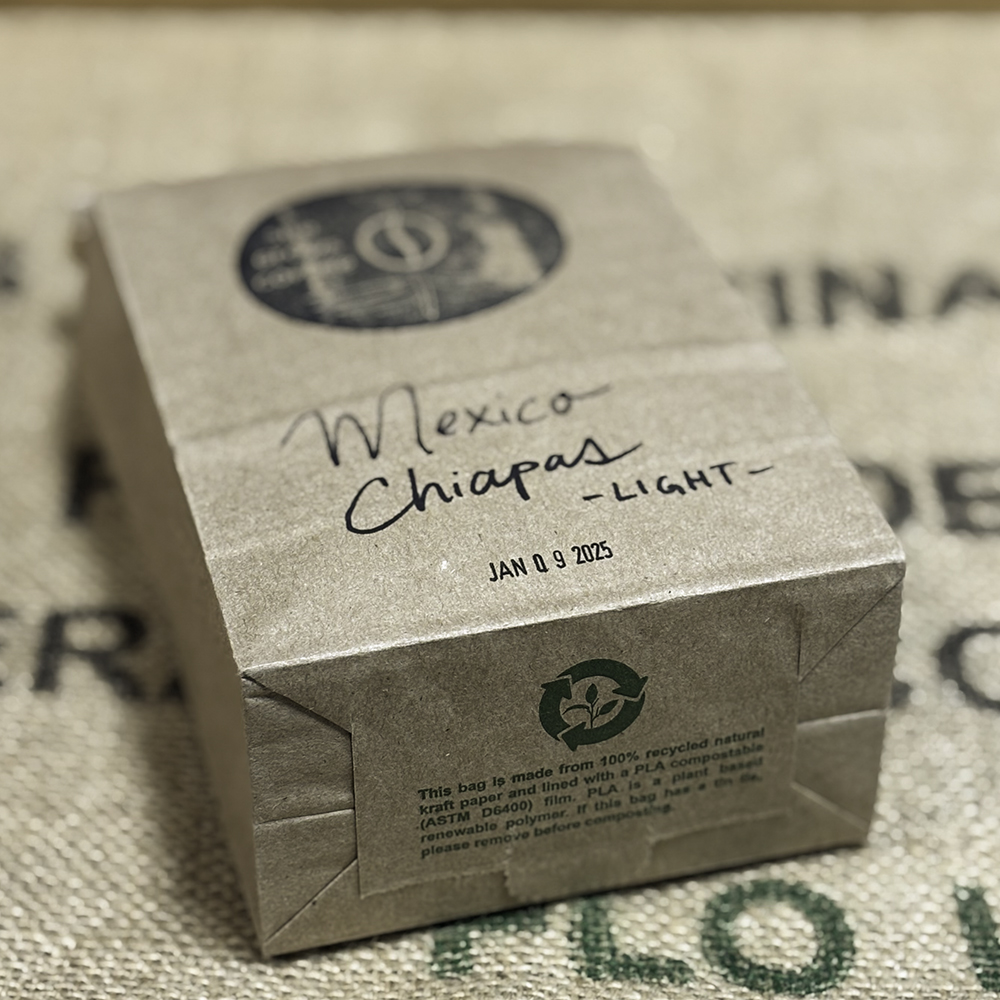 Mexico
Chiapas
-LIGHT-
JAN 09 2025
This bag is made from 100% recycled natural
kraft paper and lined with a PLA compostable
(ASTM D6400) film. PLA is a plant based
renewable polymer. If this bag has a tin tie,
please remove before composting.